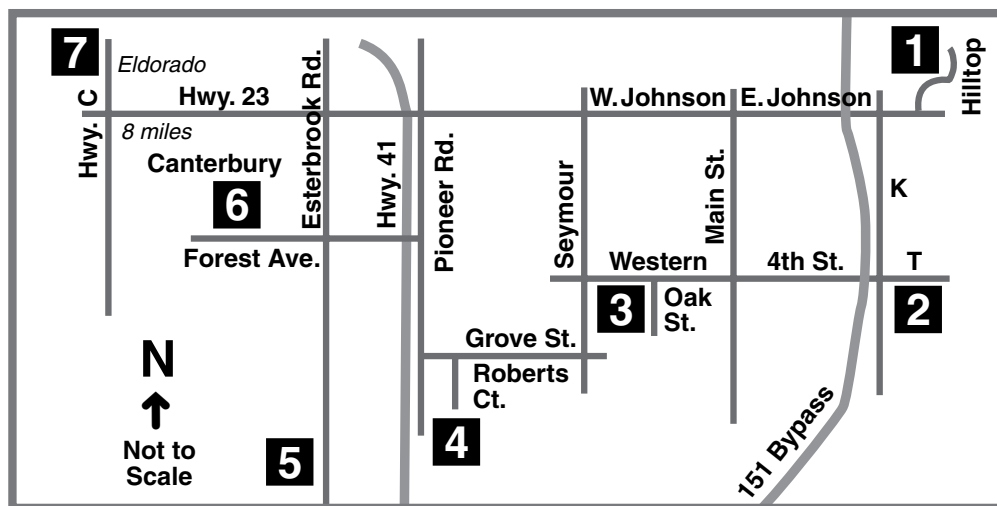 7
Eldorado
1
Hilltop
Hwy. C
Hwy. 23
W. Johnson
E. Johnson
8 miles
Canterbury
6
Esterbrook Rd.
Hwy. 41
Pioneer Rd.
Seymour
Main St.
K
Forest Ave.
Western
4th St.
T
3
Oak
St.
2
Grove St.
Roberts
Ct.
N
Not to
Scale
5
4
151 Bypass